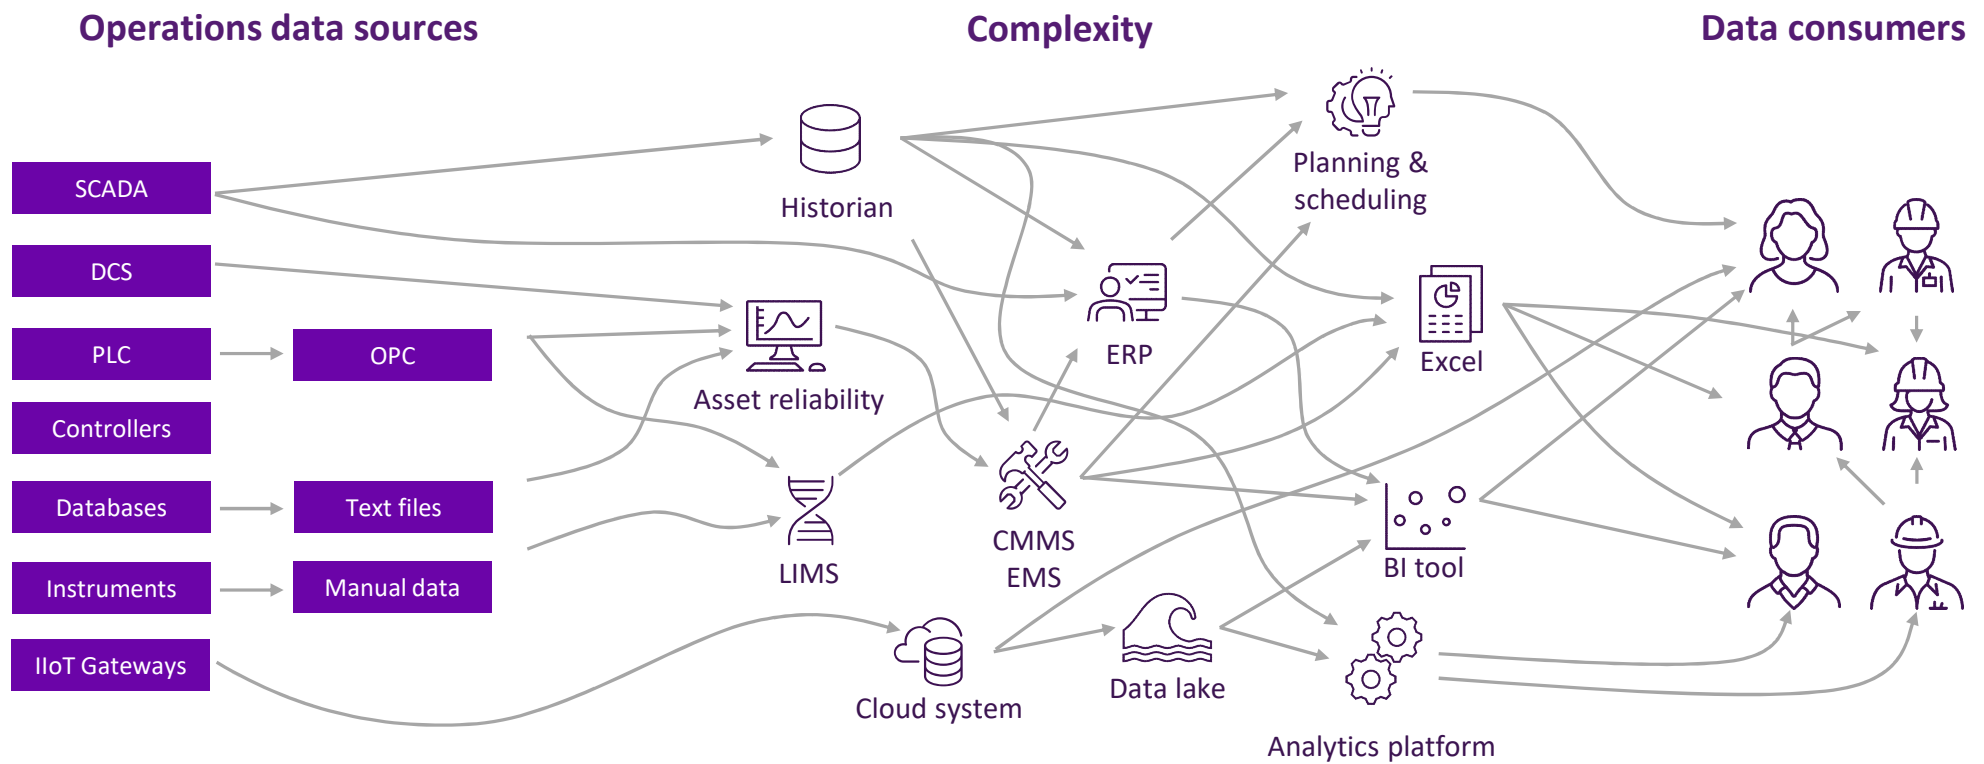 Operations data sources
Complexity
Data consumers
SCADA
DCS
PLC
OPC
Controllers
Databases
Text files
Instruments
Manual data
IIoT Gateways
Historian
Planning &
scheduling
ERP
Excel
Asset reliability
LIMS
CMMS
EMS
BI tool
Cloud system
Data lake
Analytics platform